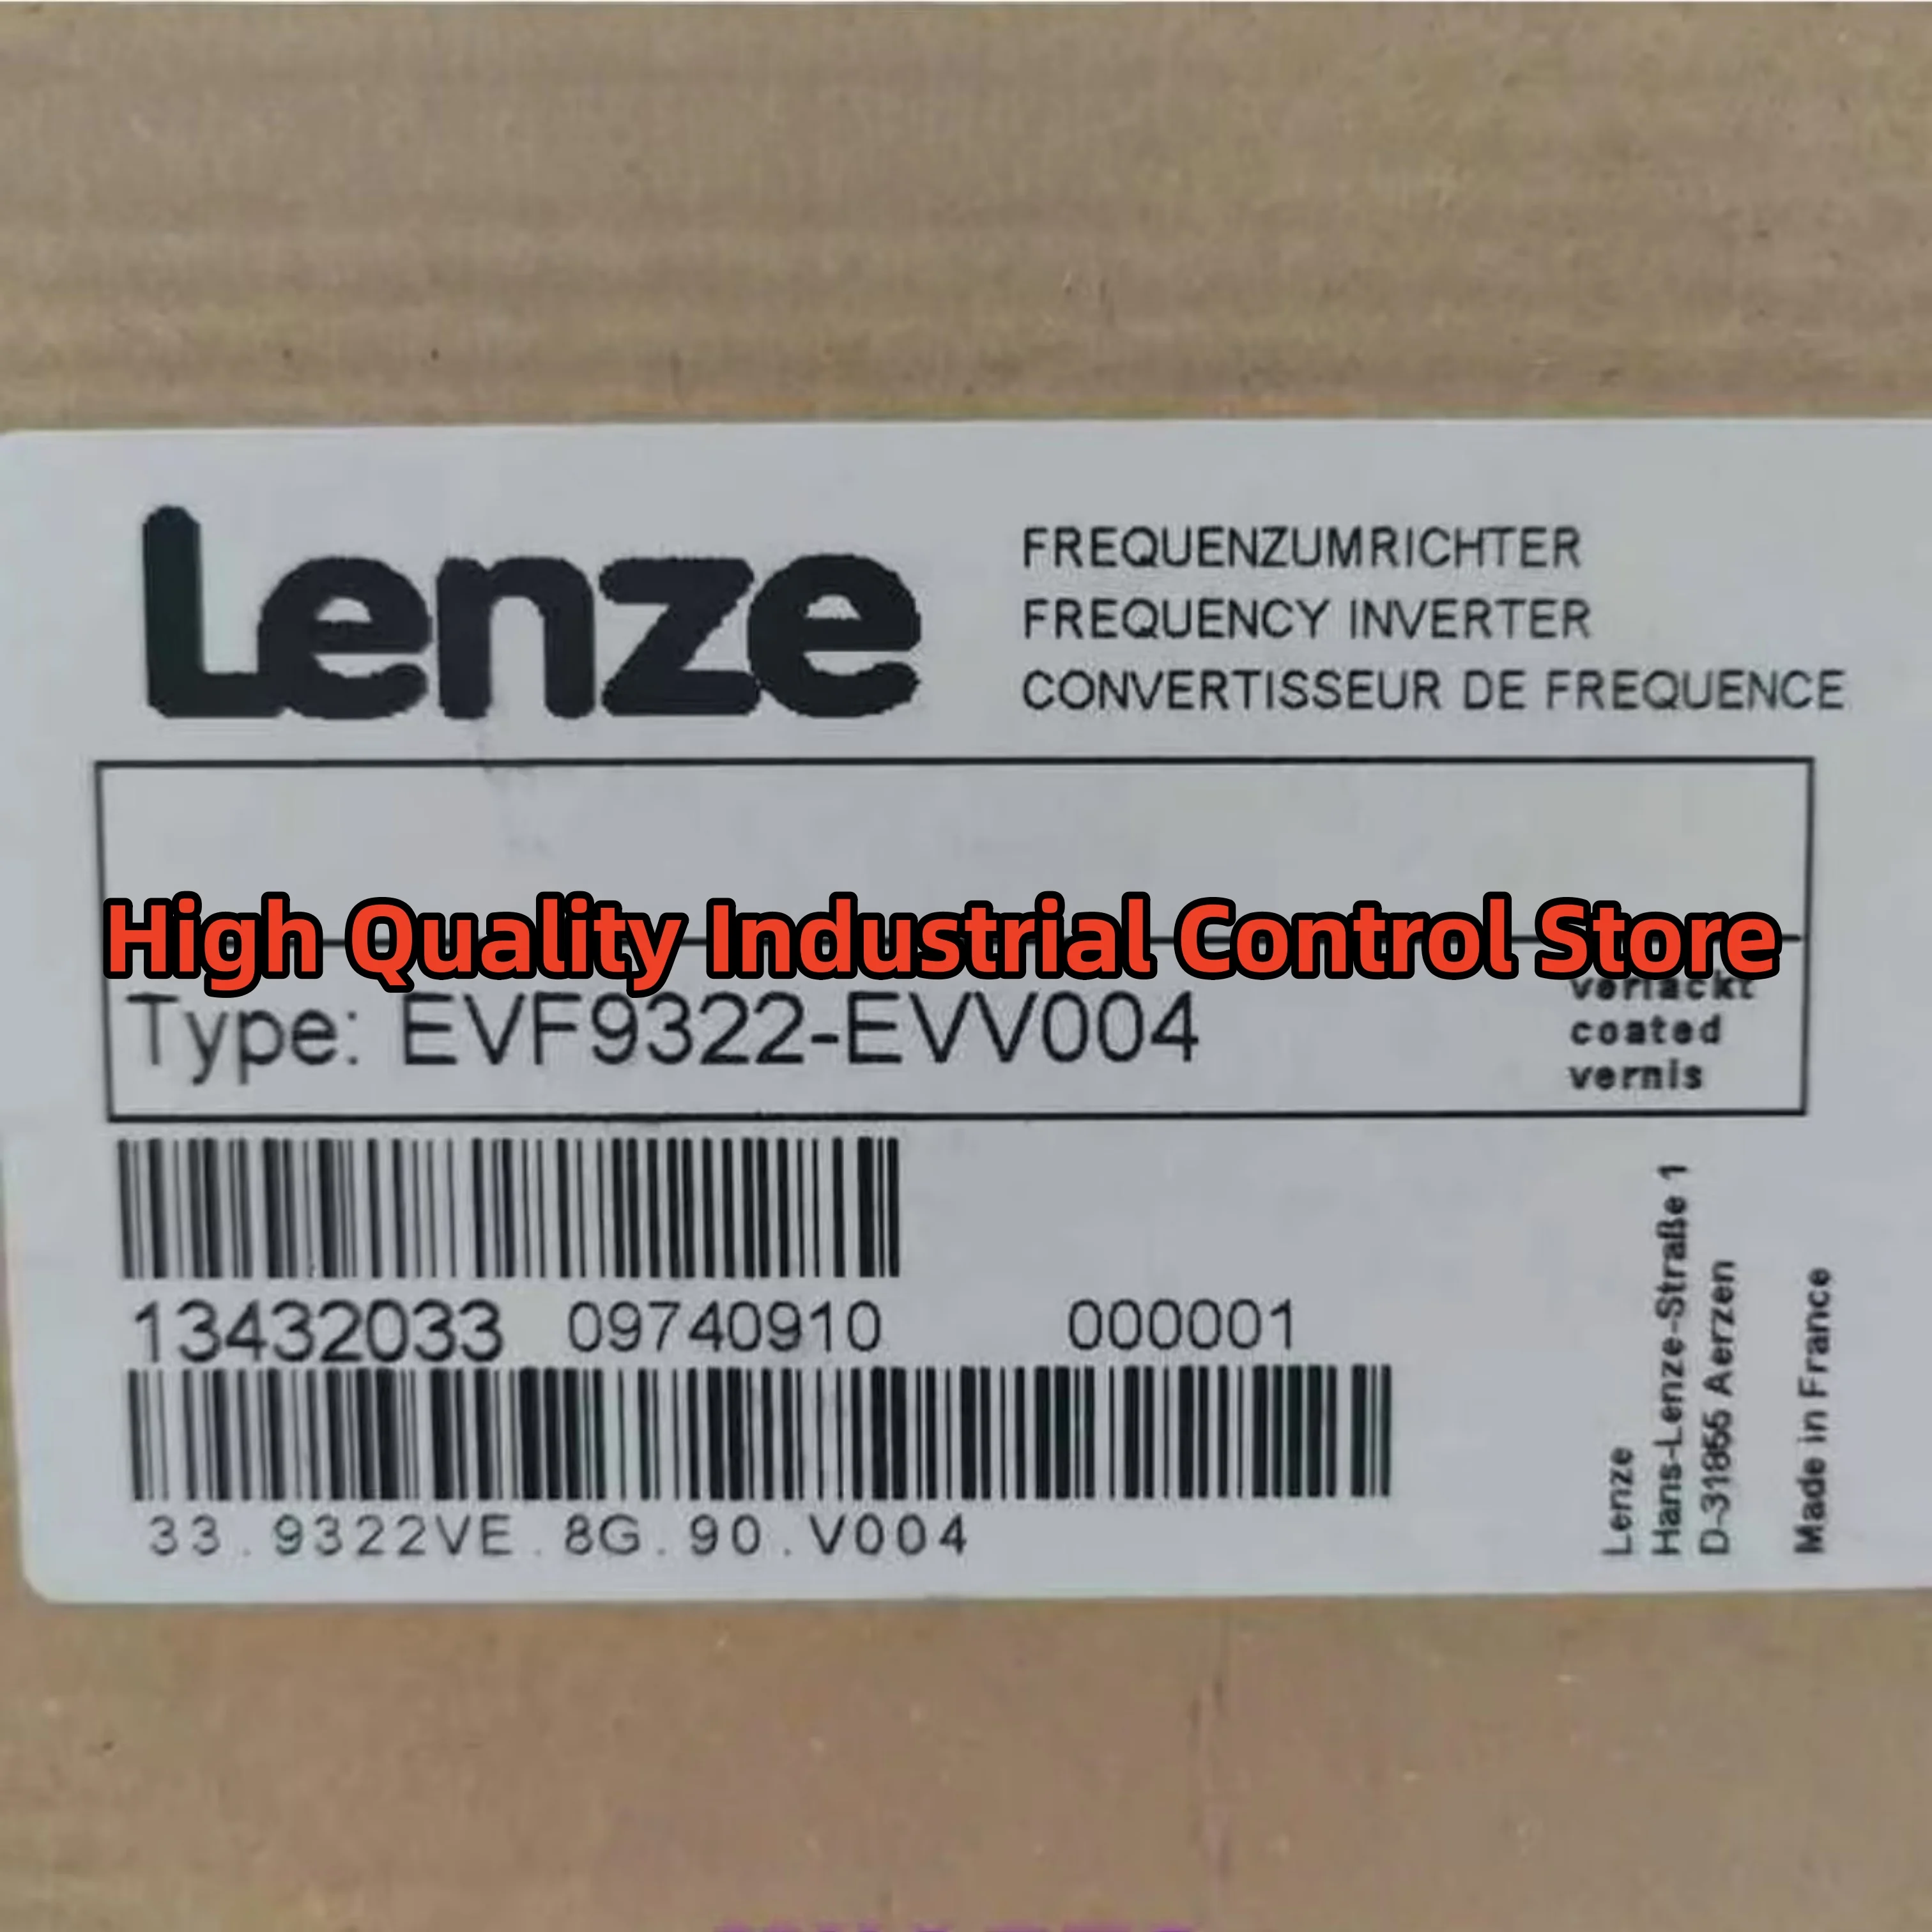 Lenze
FREQUENZUMRICHTER
FREQUENCY INVERTER
CONVERTISSEUR DE FREQUENCE
High Quality Industrial Control Store
Type: EVF9322-EVV004
verlackt
coated
vernis
13432033 09740910 000001
33.9322VE.8G.90.V004
Lenze
Hans-Lenze-Straße 1
D-31855 Aerzen
Made in France